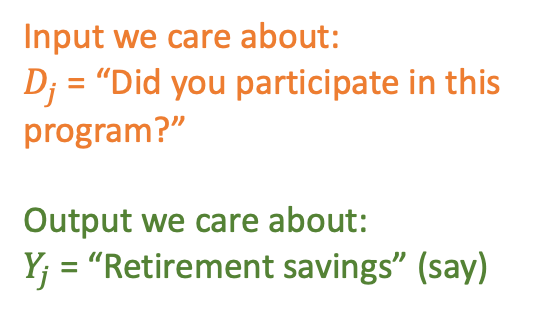 Input we care about:
Dj = “Did you participate in this
program?”
Output we care about:
Yj = “Retirement savings” (say)